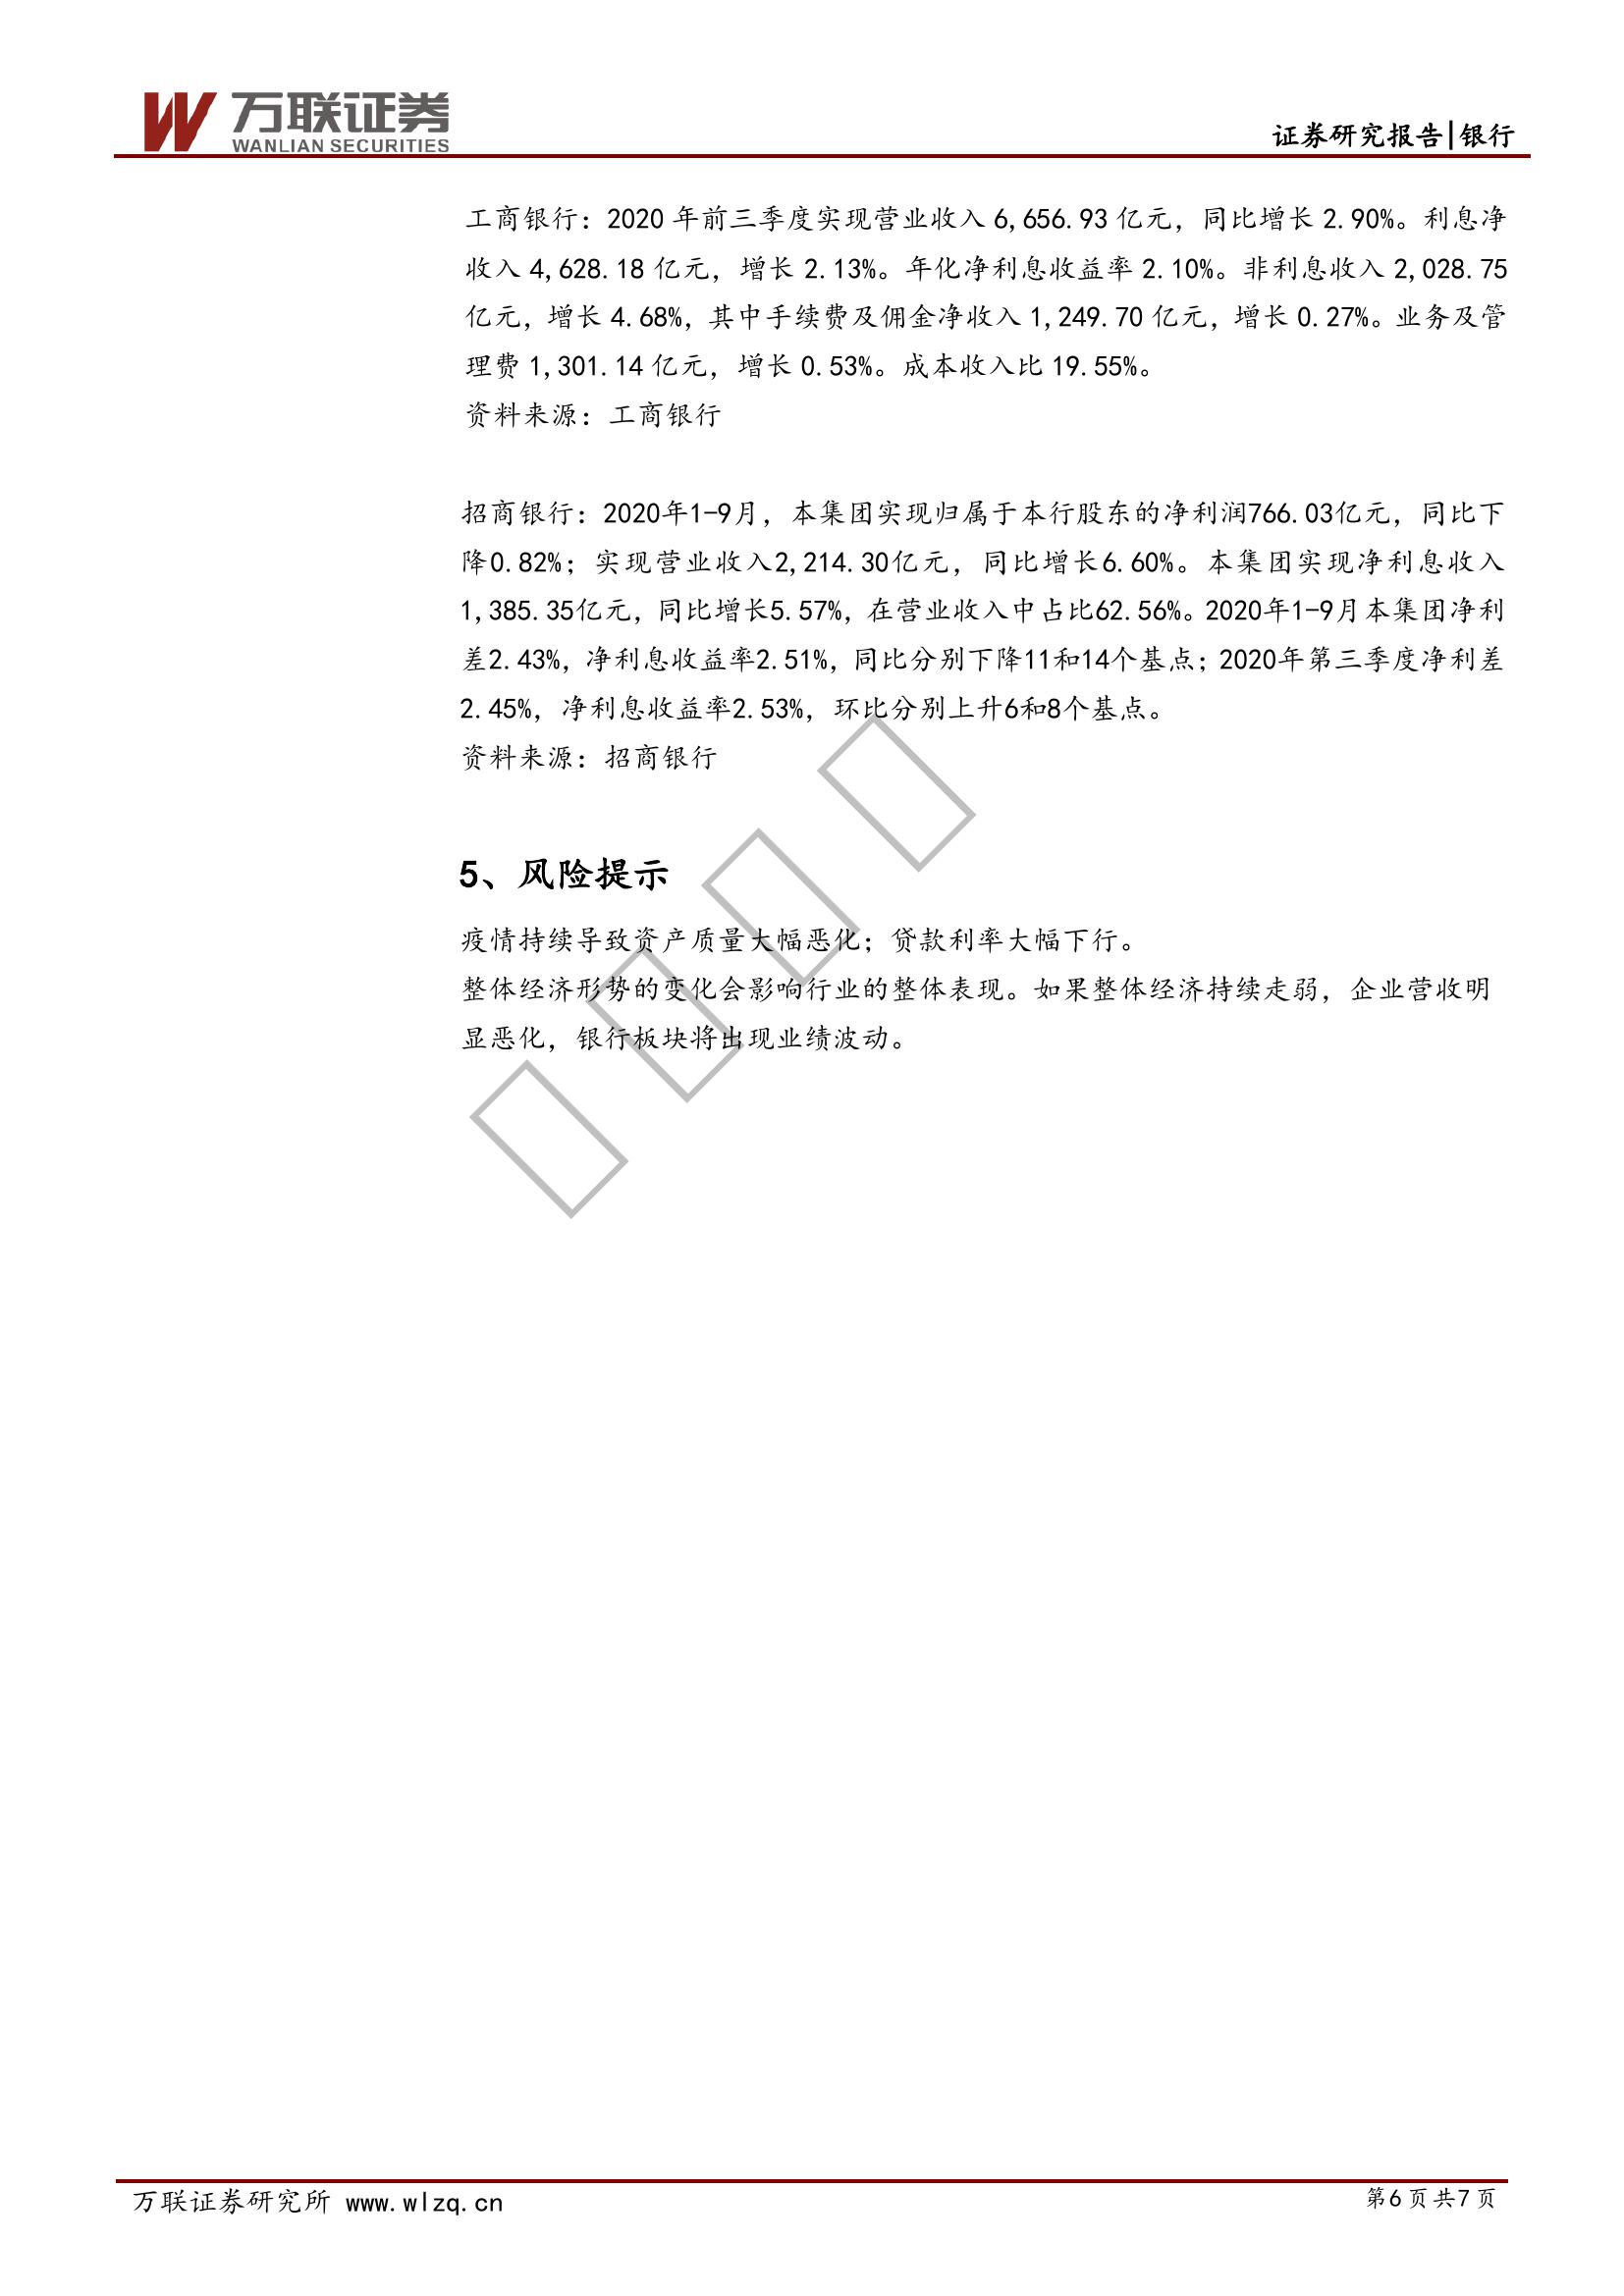 万联证券
WANLIAN SECURITIES
证券研究报告|银行
工商银行：2020 年前三季度实现营业收入 6,656.93 亿元，同比增长 2.90%。利息净
收入 4,628.18 亿元，增长 2.13%。年化净利息收益率 2.10%。非利息收入 2,028.75
亿元，增长 4.68%，其中手续费及佣金净收入 1,249.70 亿元，增长 0.27%。业务及管
理费 1,301.14 亿元，增长 0.53%。成本收入比 19.55%。
资料来源：工商银行
招商银行：2020年1-9月，本集团实现归属于本行股东的净利润766.03亿元，同比下
降0.82%；实现营业收入2,214.30亿元，同比增长6.60%。本集团实现净利息收入
1,385.35亿元，同比增长5.57%，在营业收入中占比62.56%。2020年1-9月本集团净利
差2.43%，净利息收益率2.51%，同比分别下降11和14个基点；2020年第三季度净利差
2.45%，净利息收益率2.53%，环比分别上升6和8个基点。
资料来源：招商银行
5、风险提示
疫情持续导致资产质量大幅恶化；贷款利率大幅下行。
整体经济形势的变化会影响行业的整体表现。如果整体经济持续走弱，企业营收明
显恶化，银行板块将出现业绩波动。
万联证券研究所 www.wlzq.cn
第6页共7页